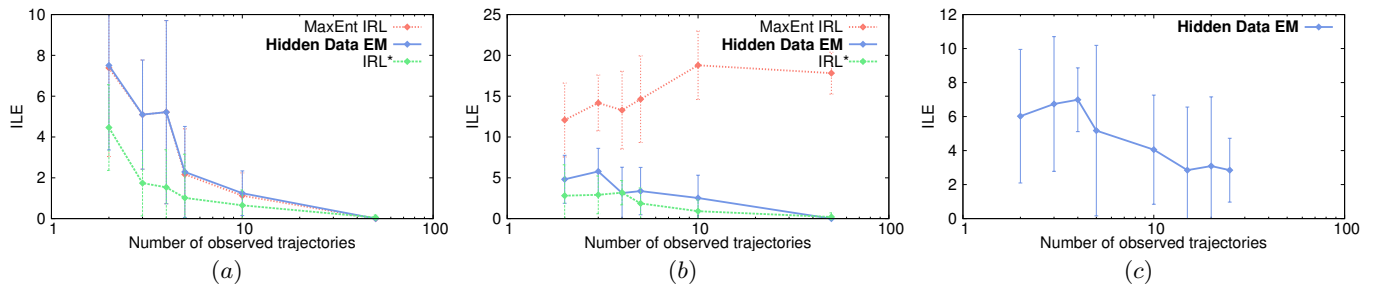 10
8
6
4
2
0
ILE
1
10
100
Number of observed trajectories
MaxEnt IRL
Hidden Data EM
IRL*
(a)
25
20
15
10
5
0
ILE
1
10
100
Number of observed trajectories
MaxEnt IRL
Hidden Data EM
IRL*
(b)
12
10
8
6
4
2
0
ILE
1
10
100
Number of observed trajectories
Hidden Data EM
(c)